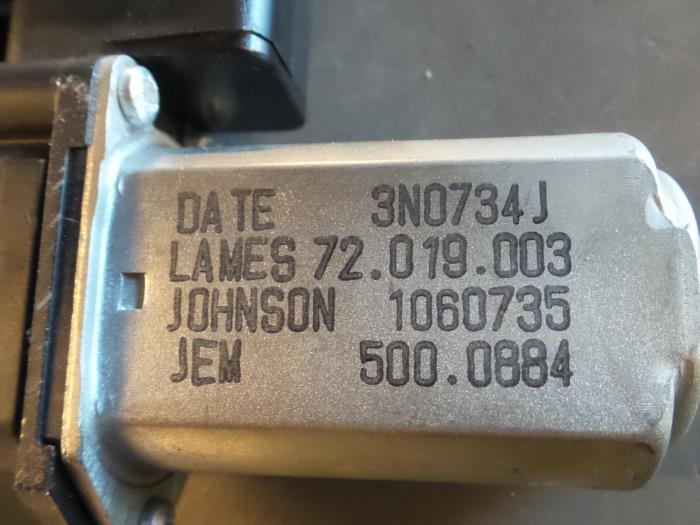 DATE 3N0734J
LAMES 72.019.003
JOHNSON 1060735
JEM 500.0884